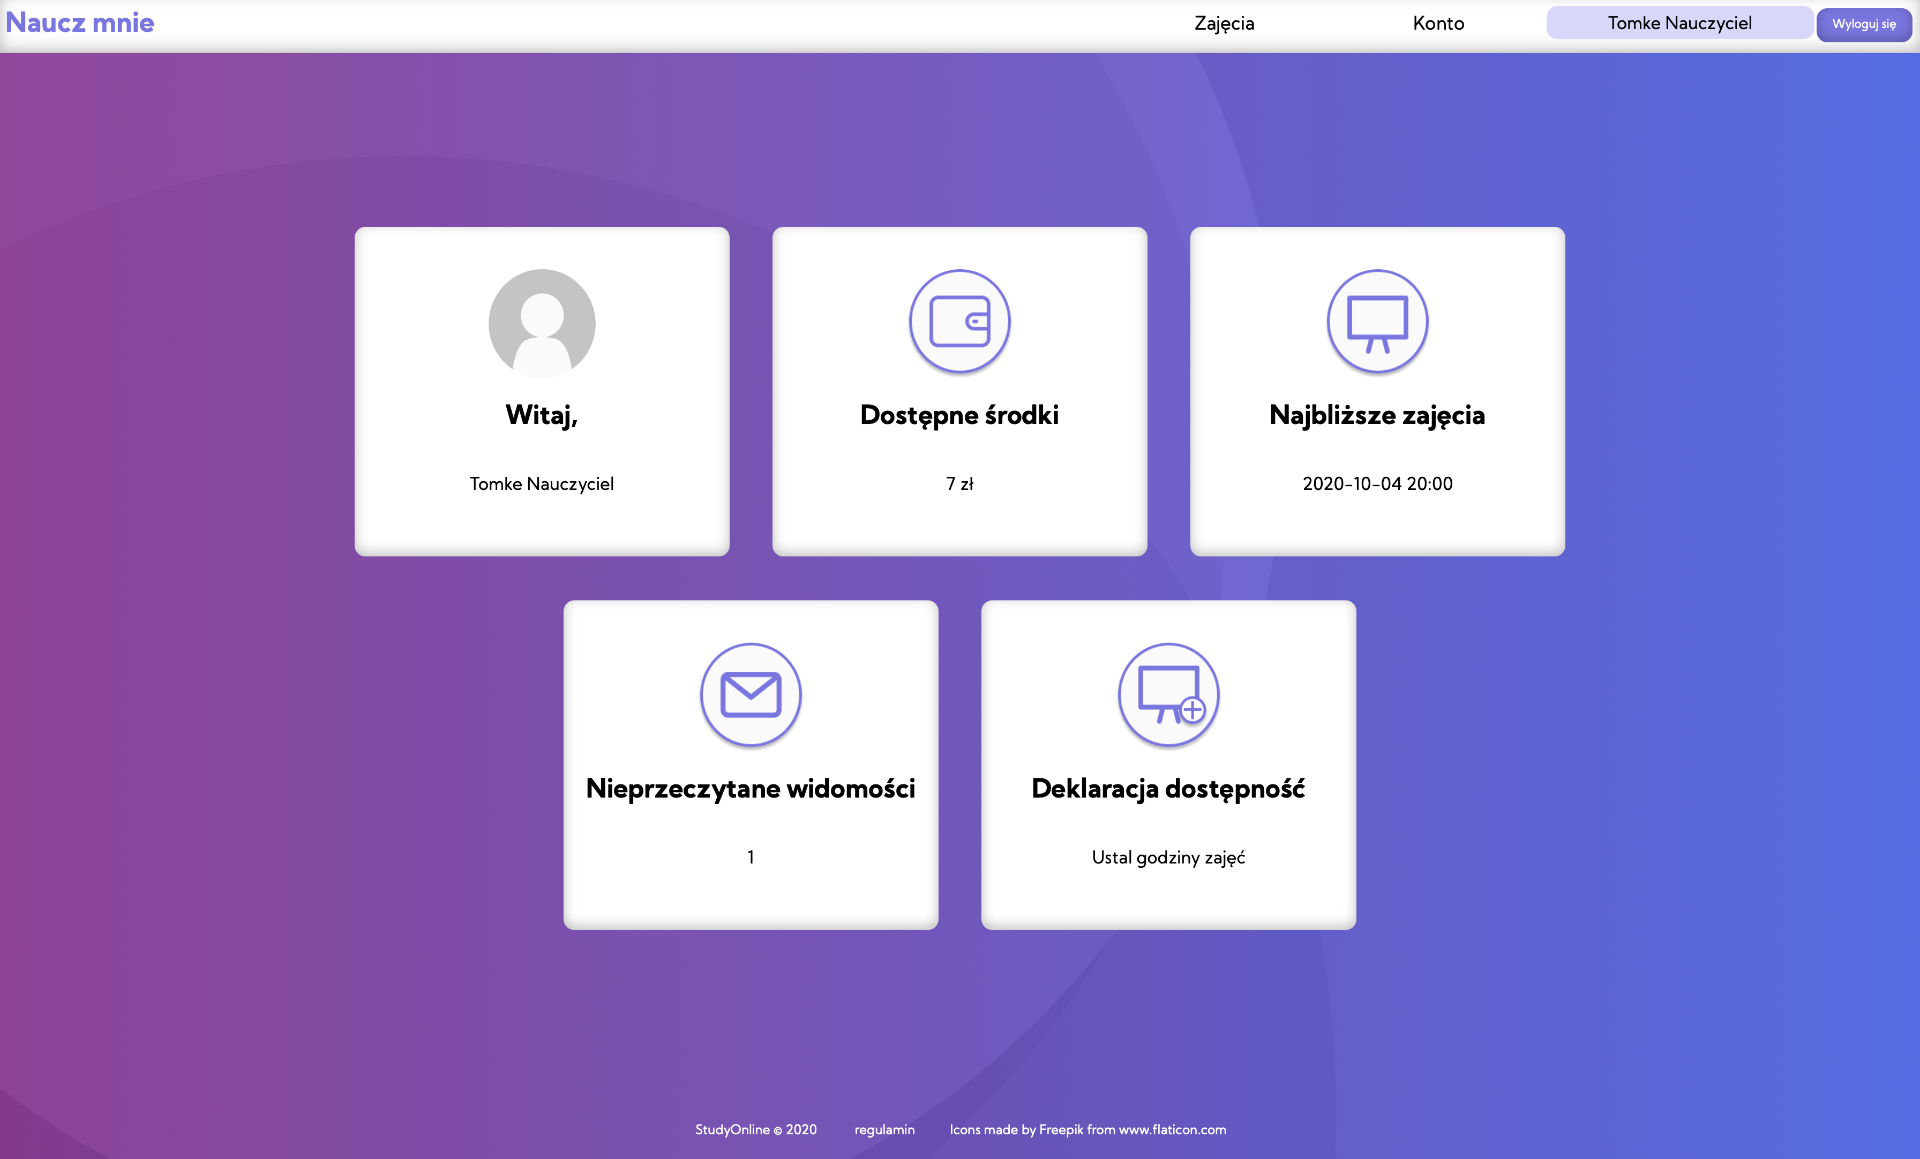 Naucz mnie
Zajęcia
Konto
Tomke Nauczyciel
Wyloguj się
Witaj,
Tomke Nauczyciel
Dostępne środki
7 zł
Najbliższe zajęcia
2020-10-04 20:00
Nieprzeczytane widomości
1
Deklaracja dostępność
Ustal godziny zajęć
StudyOnline © 2020
regulamin
Icons made by Freepik from www.flaticon.com